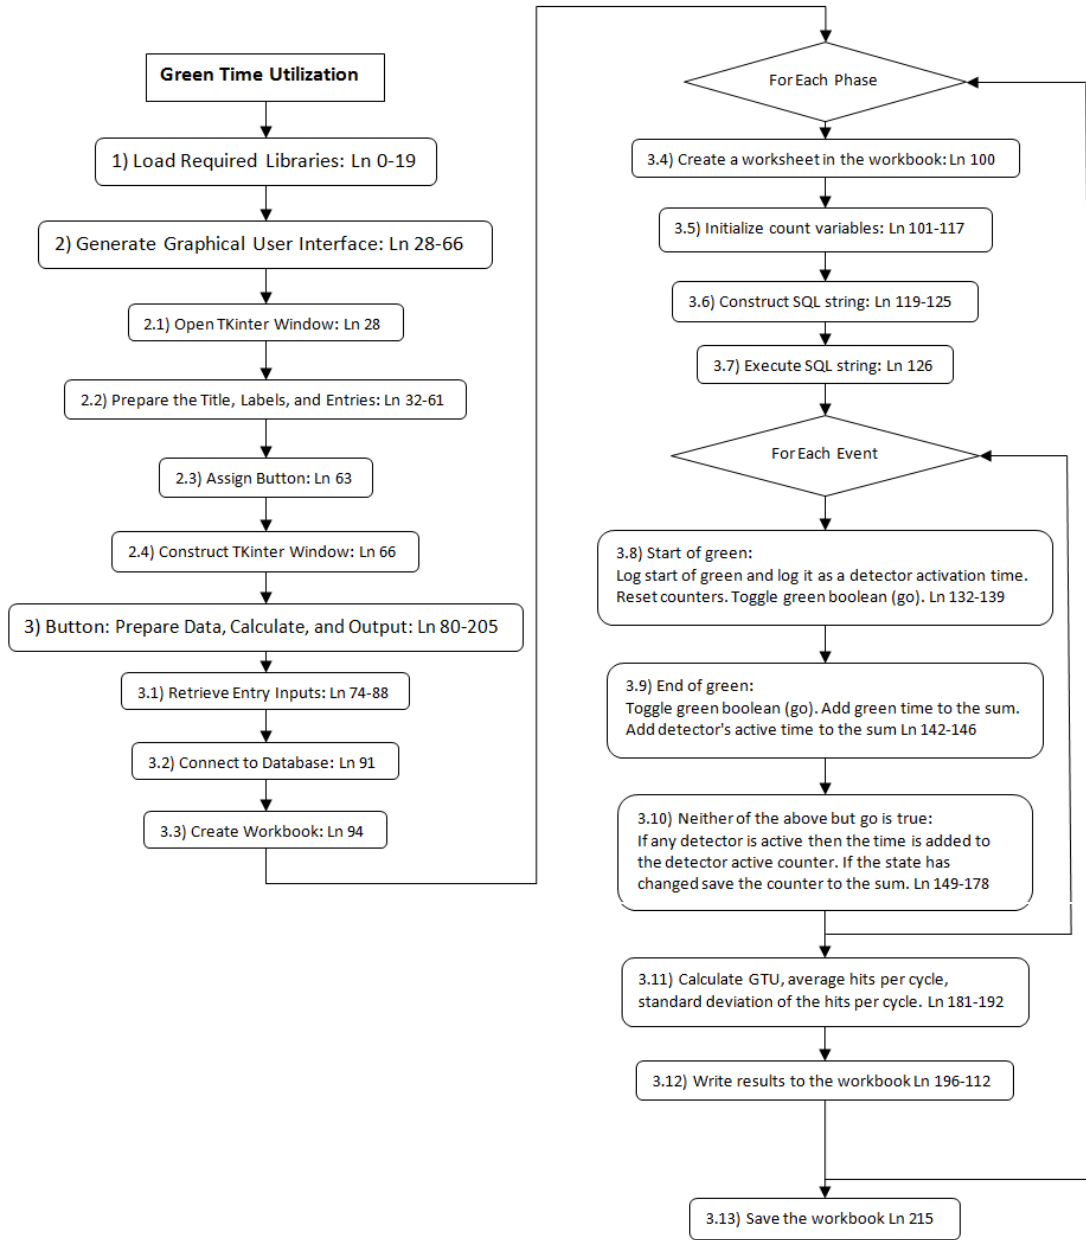 Green Time Utilization
1) Load Required Libraries: Ln 0-19
2) Generate Graphical User Interface: Ln 28-66
2.1) Open TKinter Window: Ln 28
2.2) Prepare the Title, Labels, and Entries: Ln 32-61
2.3) Assign Button: Ln 63
2.4) Construct TKinter Window: Ln 66
3) Button: Prepare Data, Calculate, and Output: Ln 80-205
3.1) Retrieve Entry Inputs: Ln 74-88
3.2) Connect to Database: Ln 91
3.3) Create Workbook: Ln 94
For Each Phase
3.4) Create a worksheet in the workbook: Ln 100
3.5) Initialize count variables: Ln 101-117
3.6) Construct SQL string: Ln 119-125
3.7) Execute SQL string: Ln 126
For Each Event
3.8) Start of green:
Log start of green and log it as a detector activation time.
Reset counters. Toggle green boolean (go). Ln 132-139
3.9) End of green:
Toggle green boolean (go). Add green time to the sum.
Add detector's active time to the sum Ln 142-146
3.10) Neither of the above but go is true:
If any detector is active then the time is added to
the detector active counter. If the state has
changed save the counter to the sum. Ln 149-178
3.11) Calculate GTU, average hits per cycle,
standard deviation of the hits per cycle. Ln 181-192
3.12) Write results to the workbook Ln 196-112
3.13) Save the workbook Ln 215